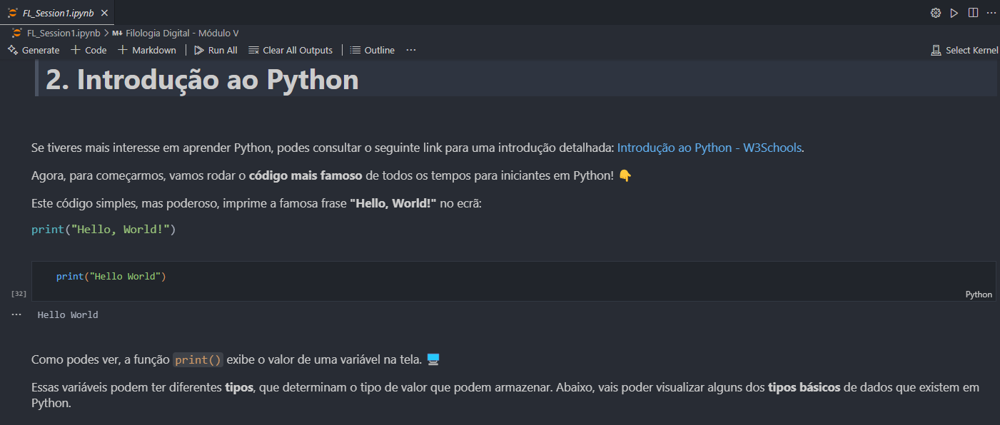 FL_Session1.ipynb
FL_Session1.ipynb > M↓ Filologia Digital - Módulo V
Generate + Code + Markdown | Run All Clear All Outputs | Outline ... Select Kernel
2. Introdução ao Python
Se tiveres mais interesse em aprender Python, podes consultar o seguinte link para uma introdução detalhada: Introdução ao Python - W3Schools.
Agora, para começarmos, vamos rodar o código mais famoso de todos os tempos para iniciantes em Python! 👇
Este código simples, mas poderoso, imprime a famosa frase "Hello, World!" no ecrã:
print("Hello, World!")
print("Hello World")
[32] Python
... Hello World
Como podes ver, a função print() exibe o valor de uma variável na tela. 🖥️
Essas variáveis podem ter diferentes tipos, que determinam o tipo de valor que podem armazenar. Abaixo, vais poder visualizar alguns dos tipos básicos de dados que existem em
Python.